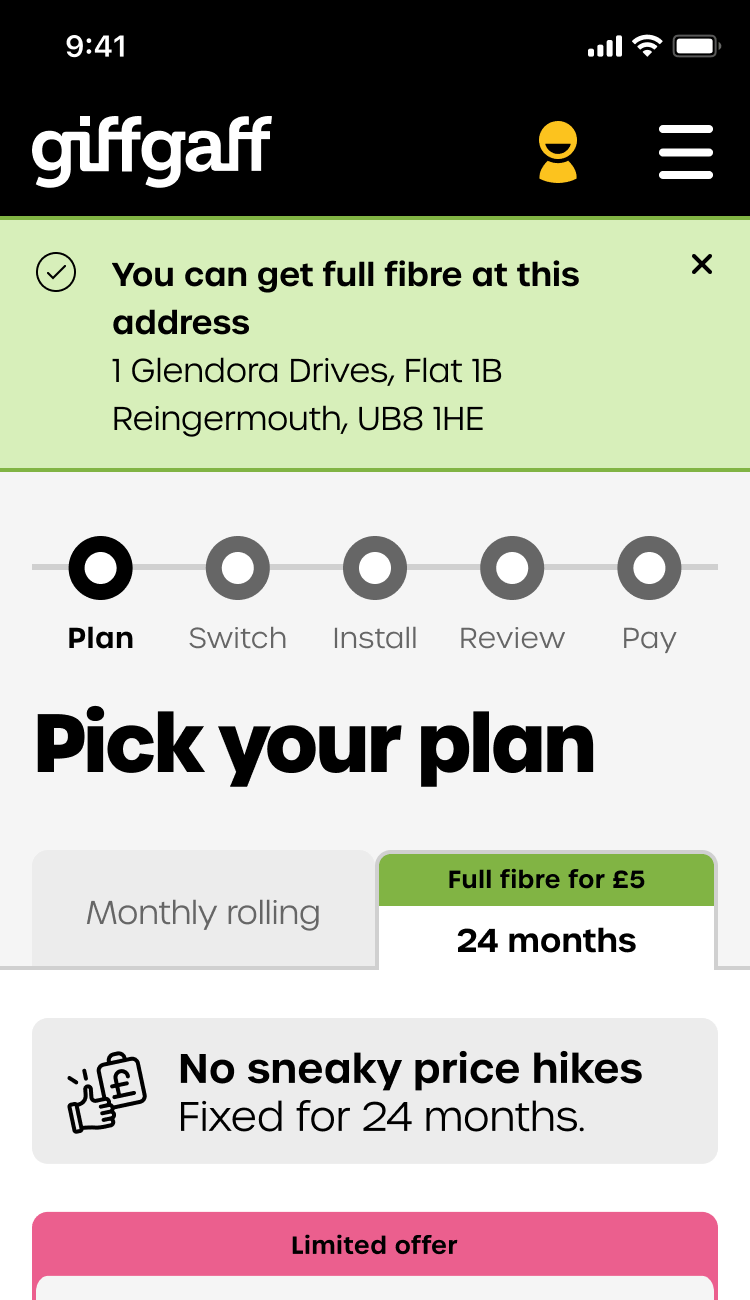 9:41
giffgaff
You can get full fibre at this
address
1 Glendora Drives, Flat 1B
Reingermouth, UB8 1HE
Plan Switch Install Review Pay
Pick your plan
Monthly rolling
Full fibre for £5
24 months
No sneaky price hikes
Fixed for 24 months.
Limited offer